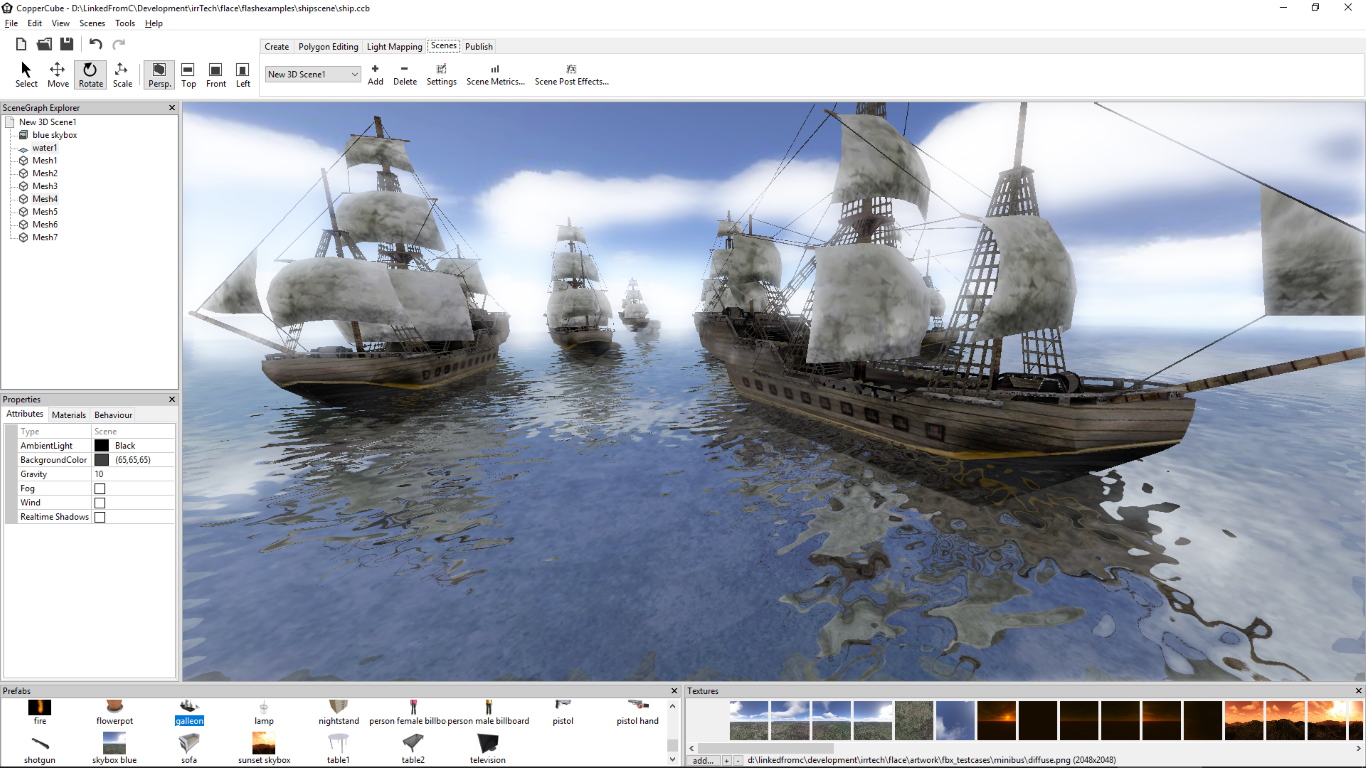 CopperCube - D:\LinkedFromC\Development\irrTech\flace\flashexamples\shipscene\ship.ccb
File Edit View Scenes Tools Help
Create Polygon Editing Light Mapping Scenes Publish
New 3D Scene1
Select Move Rotate Scale Persp. Top Front Left
Add Delete Settings Scene Metrics... Scene Post Effects...
SceneGraph Explorer
New 3D Scene1
blue skybox
water1
Mesh1
Mesh2
Mesh3
Mesh4
Mesh5
Mesh6
Mesh7
Properties
Attributes Materials Behaviour
Type Scene
AmbientLight Black
BackgroundColor (65,65,65)
Gravity 10
Fog
Wind
Realtime Shadows
Prefabs
fire flowerpot galleon lamp nightstand person female billbo person male billboard pistol pistol hand
shotgun skybox blue sofa sunset skybox table1 table2 television
Textures
add... + - d:\linkedfromc\development\irrtech\flace\artwork\fbx_testcases\minibus\diffuse.png (2048x2048)